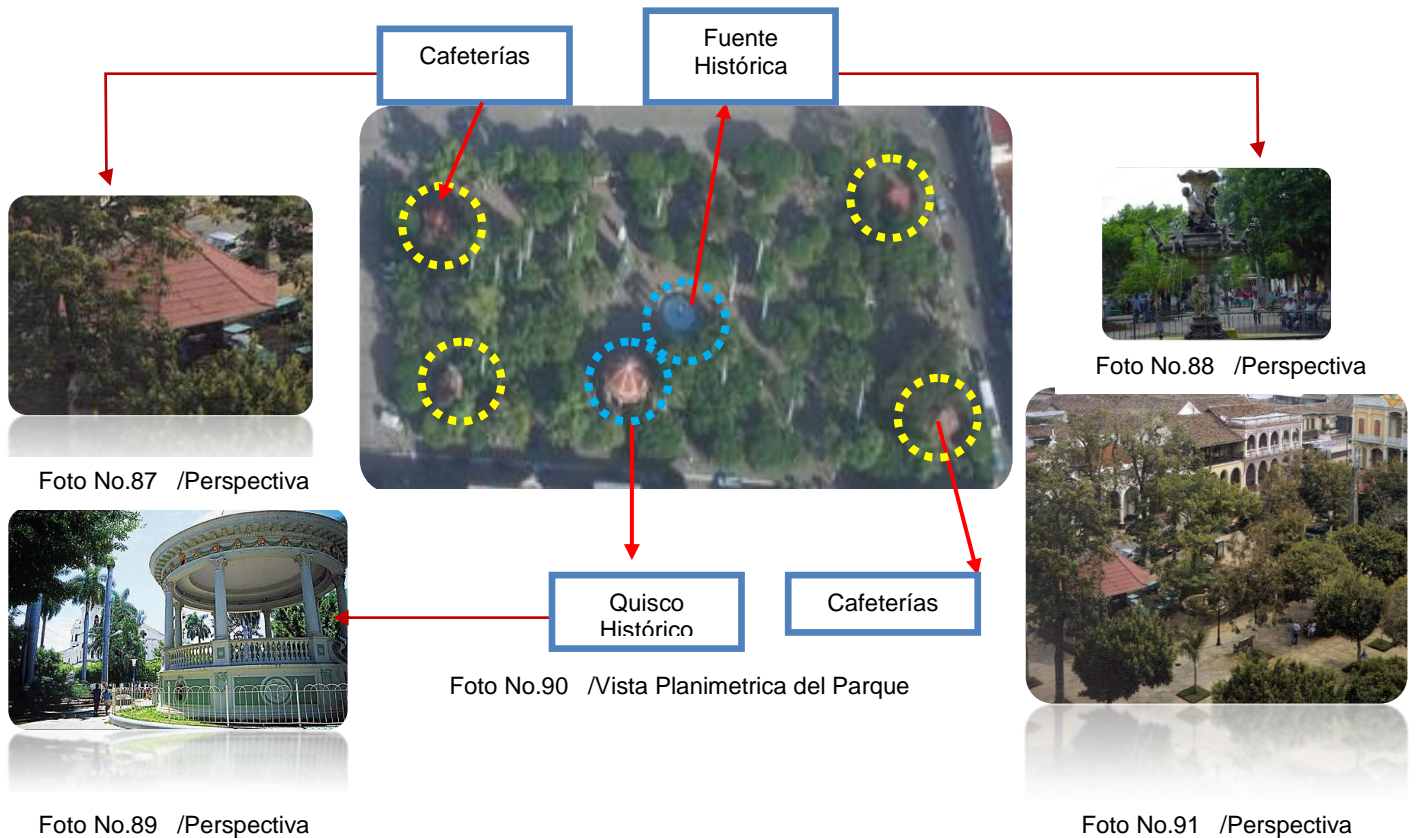 Cafeterías
Fuente
Histórica
Foto No.88 /Perspectiva
Foto No.87 /Perspectiva
Quisco
Histórico
Cafeterías
Foto No.90 /Vista Planimetrica del Parque
Foto No.89 /Perspectiva
Foto No.91 /Perspectiva